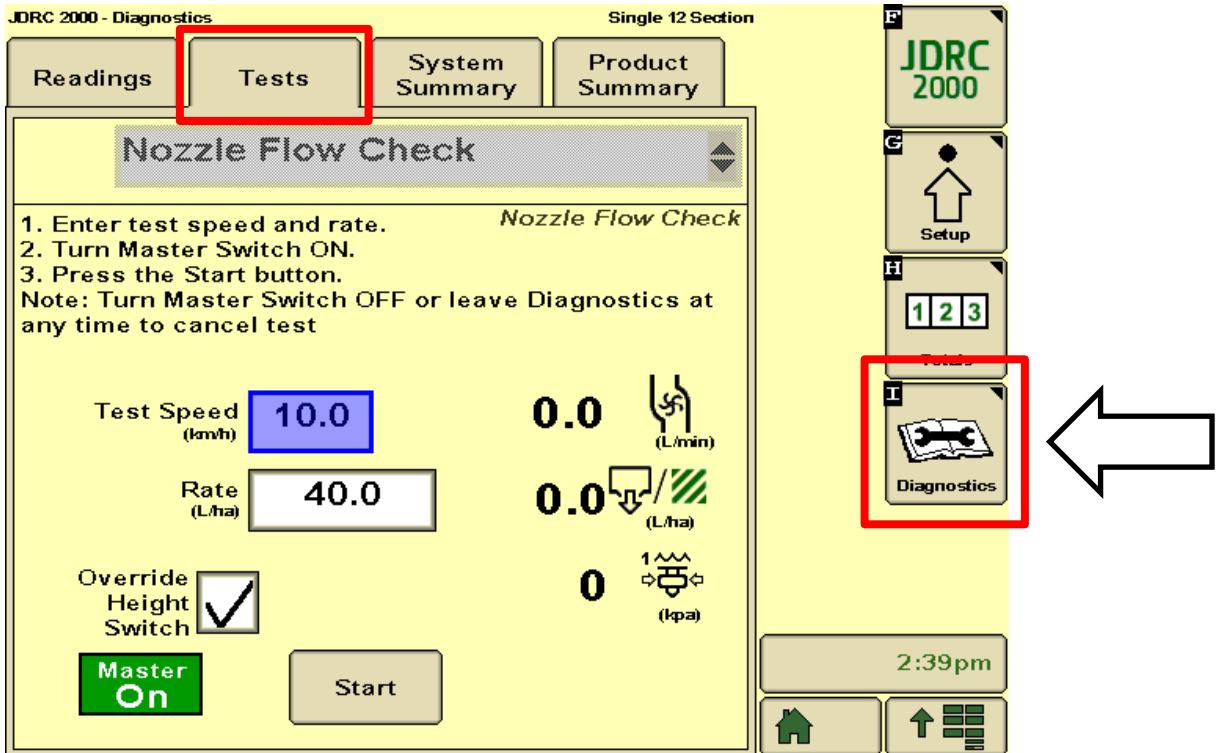 JDRC 2000 - Diagnostics
Single 12 Section
Readings
Tests
System
Summary
Product
Summary
Nozzle Flow Check
Nozzle Flow Check
1. Enter test speed and rate.
2. Turn Master Switch ON.
3. Press the Start button.
Note: Turn Master Switch OFF or leave Diagnostics at
any time to cancel test
Test Speed
(km/h)
10.0
0.0
(L/min)
Rate
(L/ha)
40.0
0.0
/
(L/ha)
Override
Height
Switch
0
1
(kpa)
Master
On
Start
F
JDRC
2000
G
Setup
H
1 2 3
Totals
I
Diagnostics
2:39pm